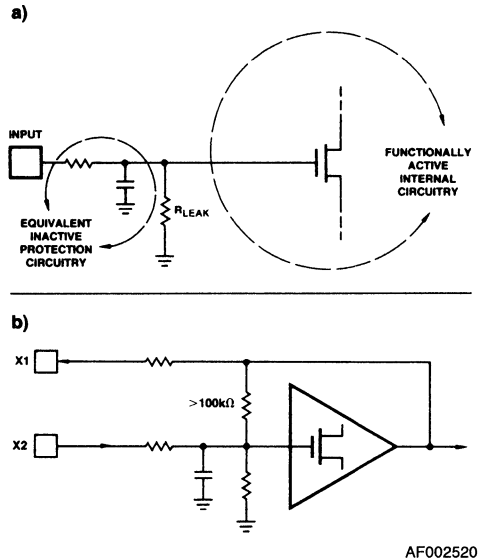 a)
INPUT
FUNCTIONALLY
ACTIVE
INTERNAL
CIRCUITRY
RLEAK
EQUIVALENT
INACTIVE
PROTECTION
CIRCUITRY
b)
X1
>100kΩ
X2
AF002520